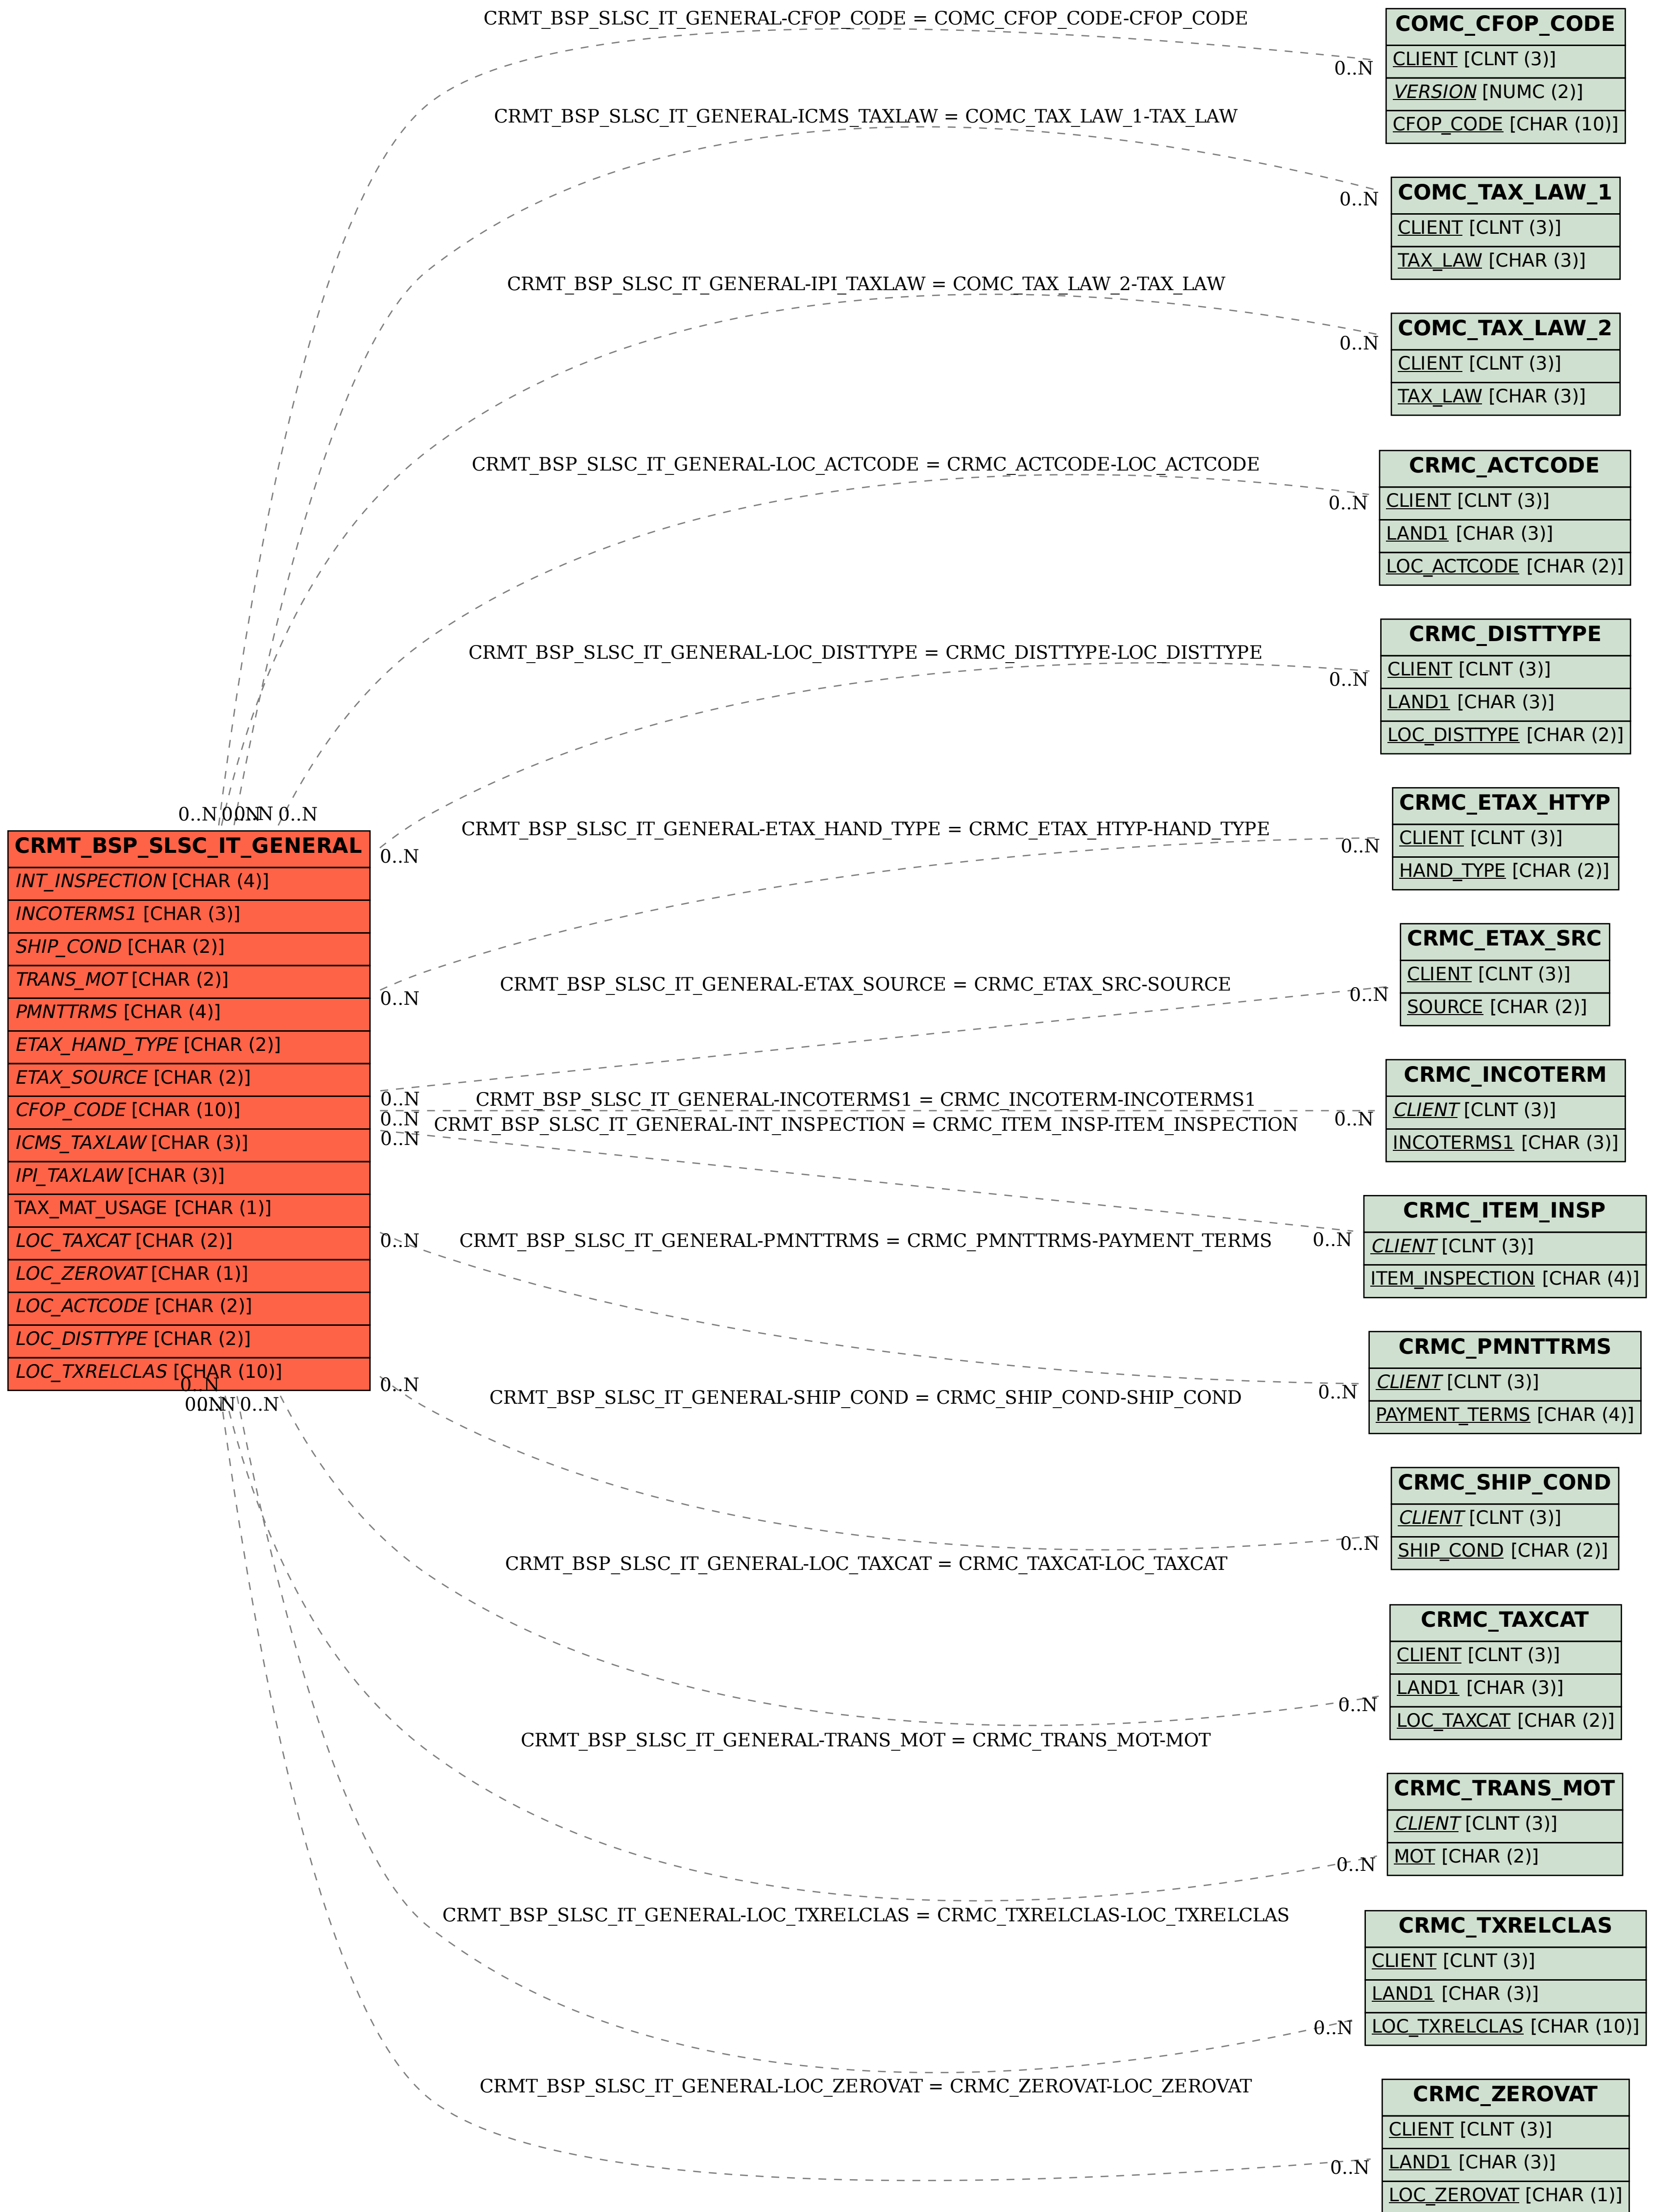 CRMT_BSP_SLSC_IT_GENERAL-CFOP_CODE = COMC_CFOP_CODE-CFOP_CODE
0..N
COMC_CFOP_CODE
CLIENT [CLNT (3)]
VERSION [NUMC (2)]
CFOP_CODE [CHAR (10)]
CRMT_BSP_SLSC_IT_GENERAL-ICMS_TAXLAW = COMC_TAX_LAW_1-TAX_LAW
0..N
COMC_TAX_LAW_1
CLIENT [CLNT (3)]
TAX_LAW [CHAR (3)]
CRMT_BSP_SLSC_IT_GENERAL-IPI_TAXLAW = COMC_TAX_LAW_2-TAX_LAW
0..N
COMC_TAX_LAW_2
CLIENT [CLNT (3)]
TAX_LAW [CHAR (3)]
CRMT_BSP_SLSC_IT_GENERAL-LOC_ACTCODE = CRMC_ACTCODE-LOC_ACTCODE
0..N
CRMC_ACTCODE
CLIENT [CLNT (3)]
LAND1 [CHAR (3)]
LOC_ACTCODE [CHAR (2)]
CRMT_BSP_SLSC_IT_GENERAL-LOC_DISTTYPE = CRMC_DISTTYPE-LOC_DISTTYPE
0..N
CRMC_DISTTYPE
CLIENT [CLNT (3)]
LAND1 [CHAR (3)]
LOC_DISTTYPE [CHAR (2)]
0..N 0..N 0..N 0..N
CRMT_BSP_SLSC_IT_GENERAL
INT_INSPECTION [CHAR (4)]
INCOTERMS1 [CHAR (3)]
SHIP_COND [CHAR (2)]
TRANS_MOT [CHAR (2)]
PMNTTRMS [CHAR (4)]
ETAX_HAND_TYPE [CHAR (2)]
ETAX_SOURCE [CHAR (2)]
CFOP_CODE [CHAR (10)]
ICMS_TAXLAW [CHAR (3)]
IPI_TAXLAW [CHAR (3)]
TAX_MAT_USAGE [CHAR (1)]
LOC_TAXCAT [CHAR (2)]
LOC_ZEROVAT [CHAR (1)]
LOC_ACTCODE [CHAR (2)]
LOC_DISTTYPE [CHAR (2)]
LOC_TXRELCLAS [CHAR (10)]
0..N
0..N 0..N 0..N
0..N
CRMT_BSP_SLSC_IT_GENERAL-ETAX_HAND_TYPE = CRMC_ETAX_HTYP-HAND_TYPE
0..N
CRMC_ETAX_HTYP
CLIENT [CLNT (3)]
HAND_TYPE [CHAR (2)]
0..N
CRMT_BSP_SLSC_IT_GENERAL-ETAX_SOURCE = CRMC_ETAX_SRC-SOURCE
0..N
CRMC_ETAX_SRC
CLIENT [CLNT (3)]
SOURCE [CHAR (2)]
0..N
CRMT_BSP_SLSC_IT_GENERAL-INCOTERMS1 = CRMC_INCOTERM-INCOTERMS1
0..N
0..N
CRMC_INCOTERM
CLIENT [CLNT (3)]
INCOTERMS1 [CHAR (3)]
CRMT_BSP_SLSC_IT_GENERAL-INT_INSPECTION = CRMC_ITEM_INSP-ITEM_INSPECTION
0..N
0..N
CRMC_ITEM_INSP
CLIENT [CLNT (3)]
ITEM_INSPECTION [CHAR (4)]
0..N
CRMT_BSP_SLSC_IT_GENERAL-PMNTTRMS = CRMC_PMNTTRMS-PAYMENT_TERMS
0..N
CRMC_PMNTTRMS
CLIENT [CLNT (3)]
PAYMENT_TERMS [CHAR (4)]
0..N
CRMT_BSP_SLSC_IT_GENERAL-SHIP_COND = CRMC_SHIP_COND-SHIP_COND
0..N
CRMC_SHIP_COND
CLIENT [CLNT (3)]
SHIP_COND [CHAR (2)]
CRMT_BSP_SLSC_IT_GENERAL-LOC_TAXCAT = CRMC_TAXCAT-LOC_TAXCAT
0..N
CRMC_TAXCAT
CLIENT [CLNT (3)]
LAND1 [CHAR (3)]
LOC_TAXCAT [CHAR (2)]
CRMT_BSP_SLSC_IT_GENERAL-TRANS_MOT = CRMC_TRANS_MOT-MOT
0..N
CRMC_TRANS_MOT
CLIENT [CLNT (3)]
MOT [CHAR (2)]
CRMT_BSP_SLSC_IT_GENERAL-LOC_TXRELCLAS = CRMC_TXRELCLAS-LOC_TXRELCLAS
0..N
CRMC_TXRELCLAS
CLIENT [CLNT (3)]
LAND1 [CHAR (3)]
LOC_TXRELCLAS [CHAR (10)]
CRMT_BSP_SLSC_IT_GENERAL-LOC_ZEROVAT = CRMC_ZEROVAT-LOC_ZEROVAT
0..N
CRMC_ZEROVAT
CLIENT [CLNT (3)]
LAND1 [CHAR (3)]
LOC_ZEROVAT [CHAR (1)]